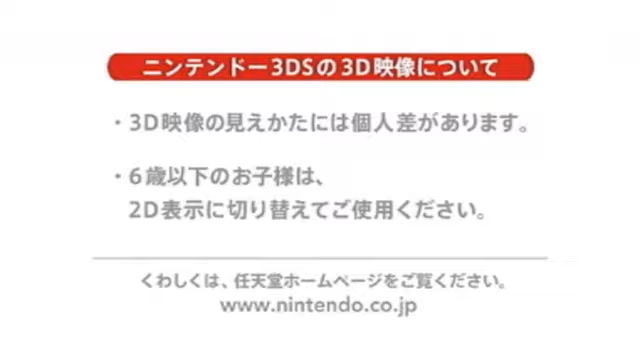 ニンテンドー3DSの3D映像について
・3D映像の見えかたには個人差があります。
・6歳以下のお子様は、
2D表示に切り替えてご使用ください。
くわしくは、任天堂ホームページをご覧ください。
www.nintendo.co.jp